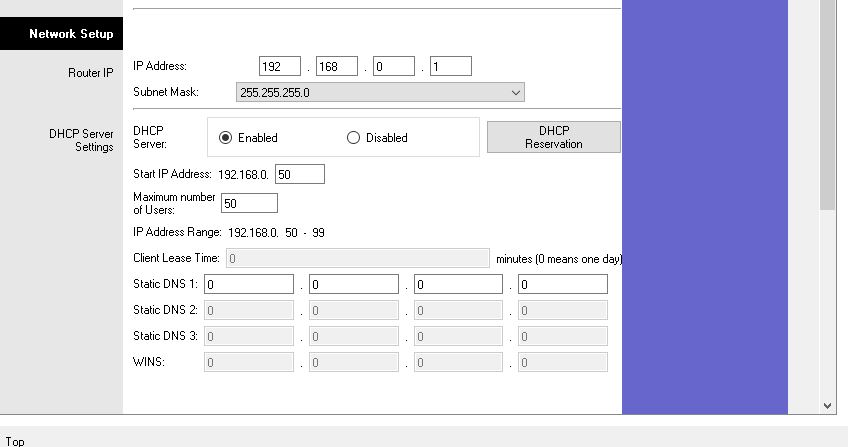 Network Setup
Router IP
IP Address: 192 . 168 . 0 . 1
Subnet Mask: 255.255.255.0
DHCP Server
Settings
DHCP
Server:
Enabled
Disabled
DHCP
Reservation
Start IP Address: 192.168.0. 50
Maximum number
of Users:
50
IP Address Range: 192.168.0. 50 - 99
Client Lease Time: 0 minutes (0 means one day)
Static DNS 1: 0 . 0 . 0 . 0
Static DNS 2: 0 . 0 . 0 . 0
Static DNS 3: 0 . 0 . 0 . 0
WINS: 0 . 0 . 0 . 0
Top